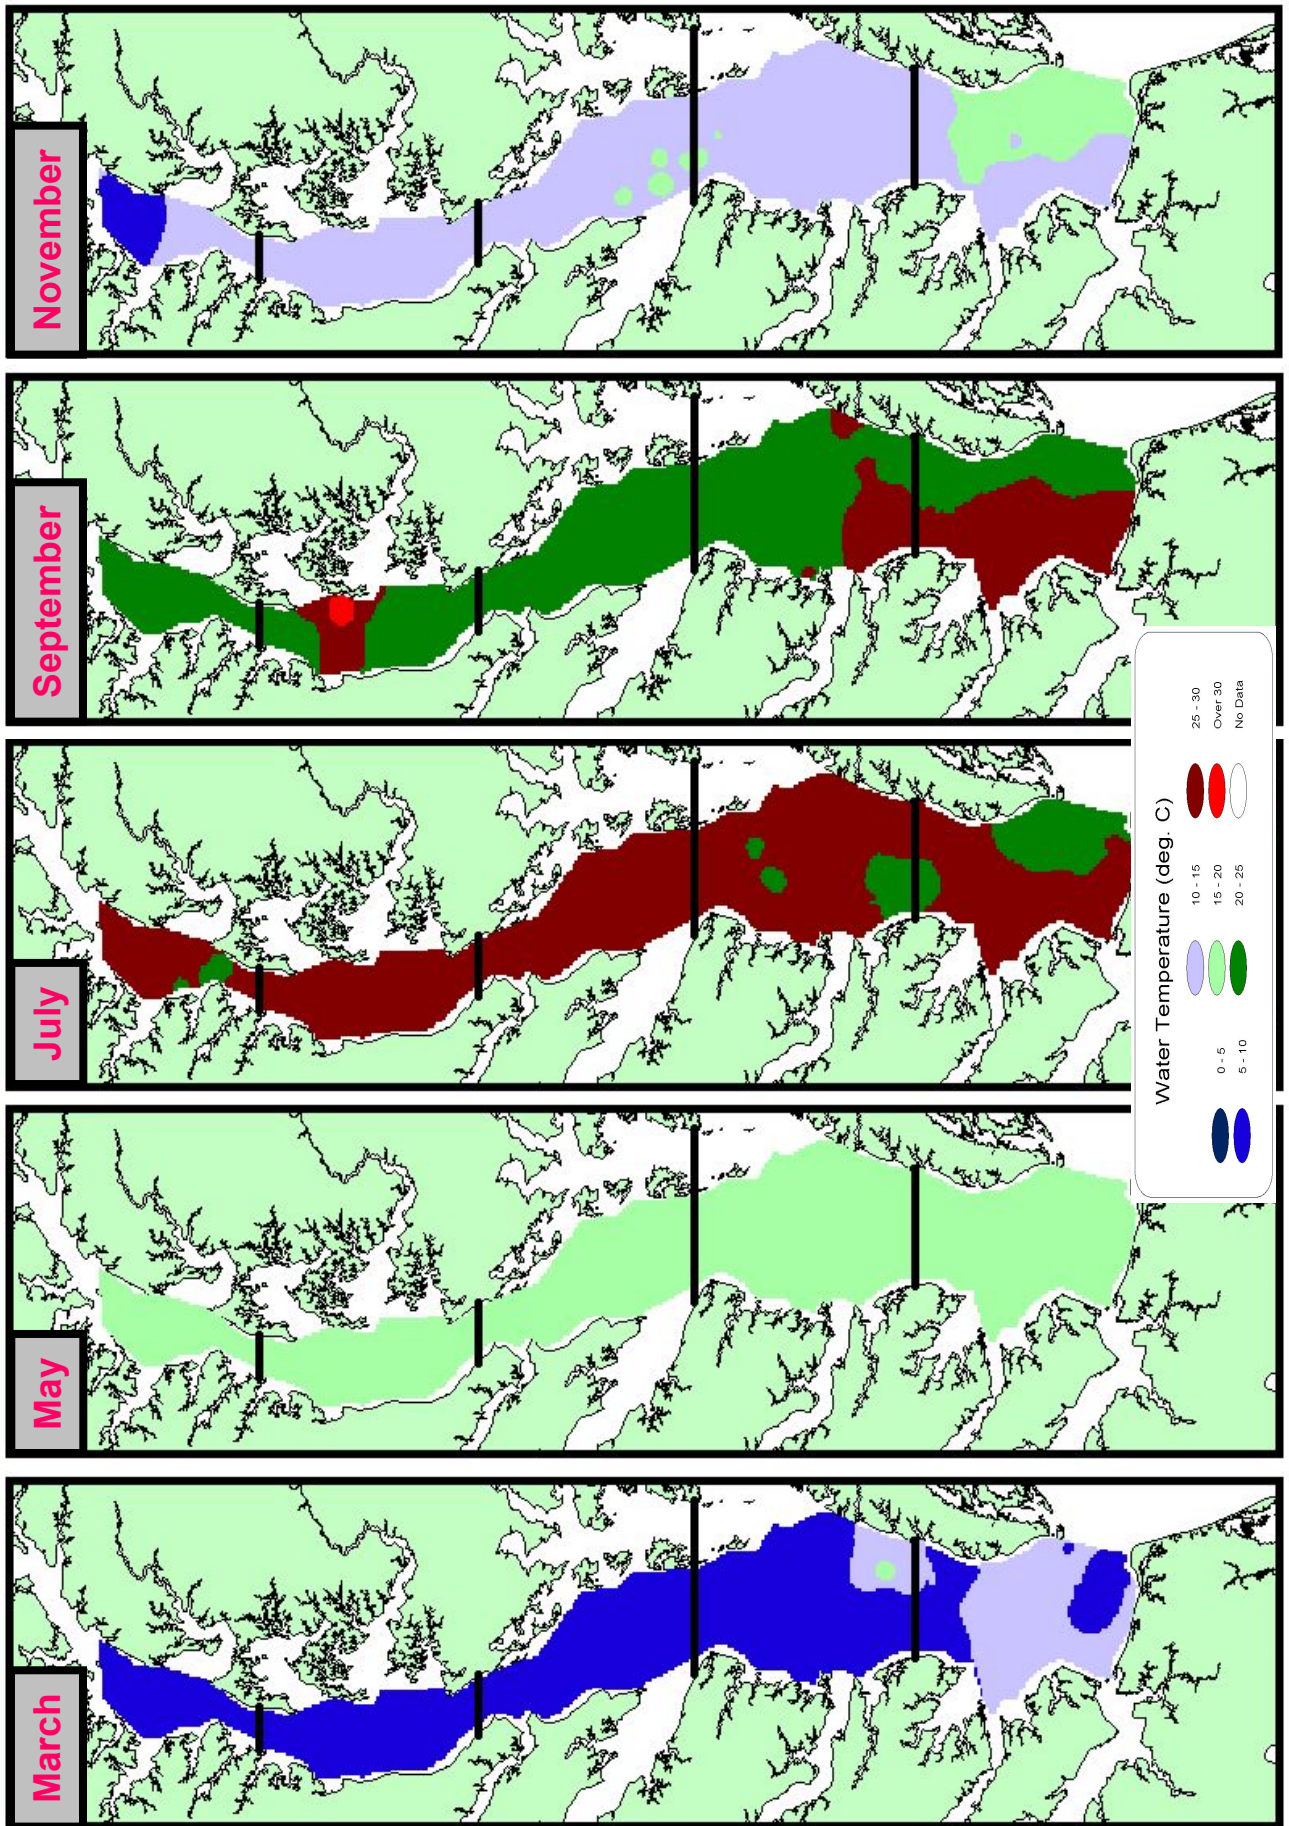 March
May
July
September
November
Water Temperature (deg. C)
0 - 5
5 - 10
10 - 15
15 - 20
20 - 25
25 - 30
Over 30
No Data